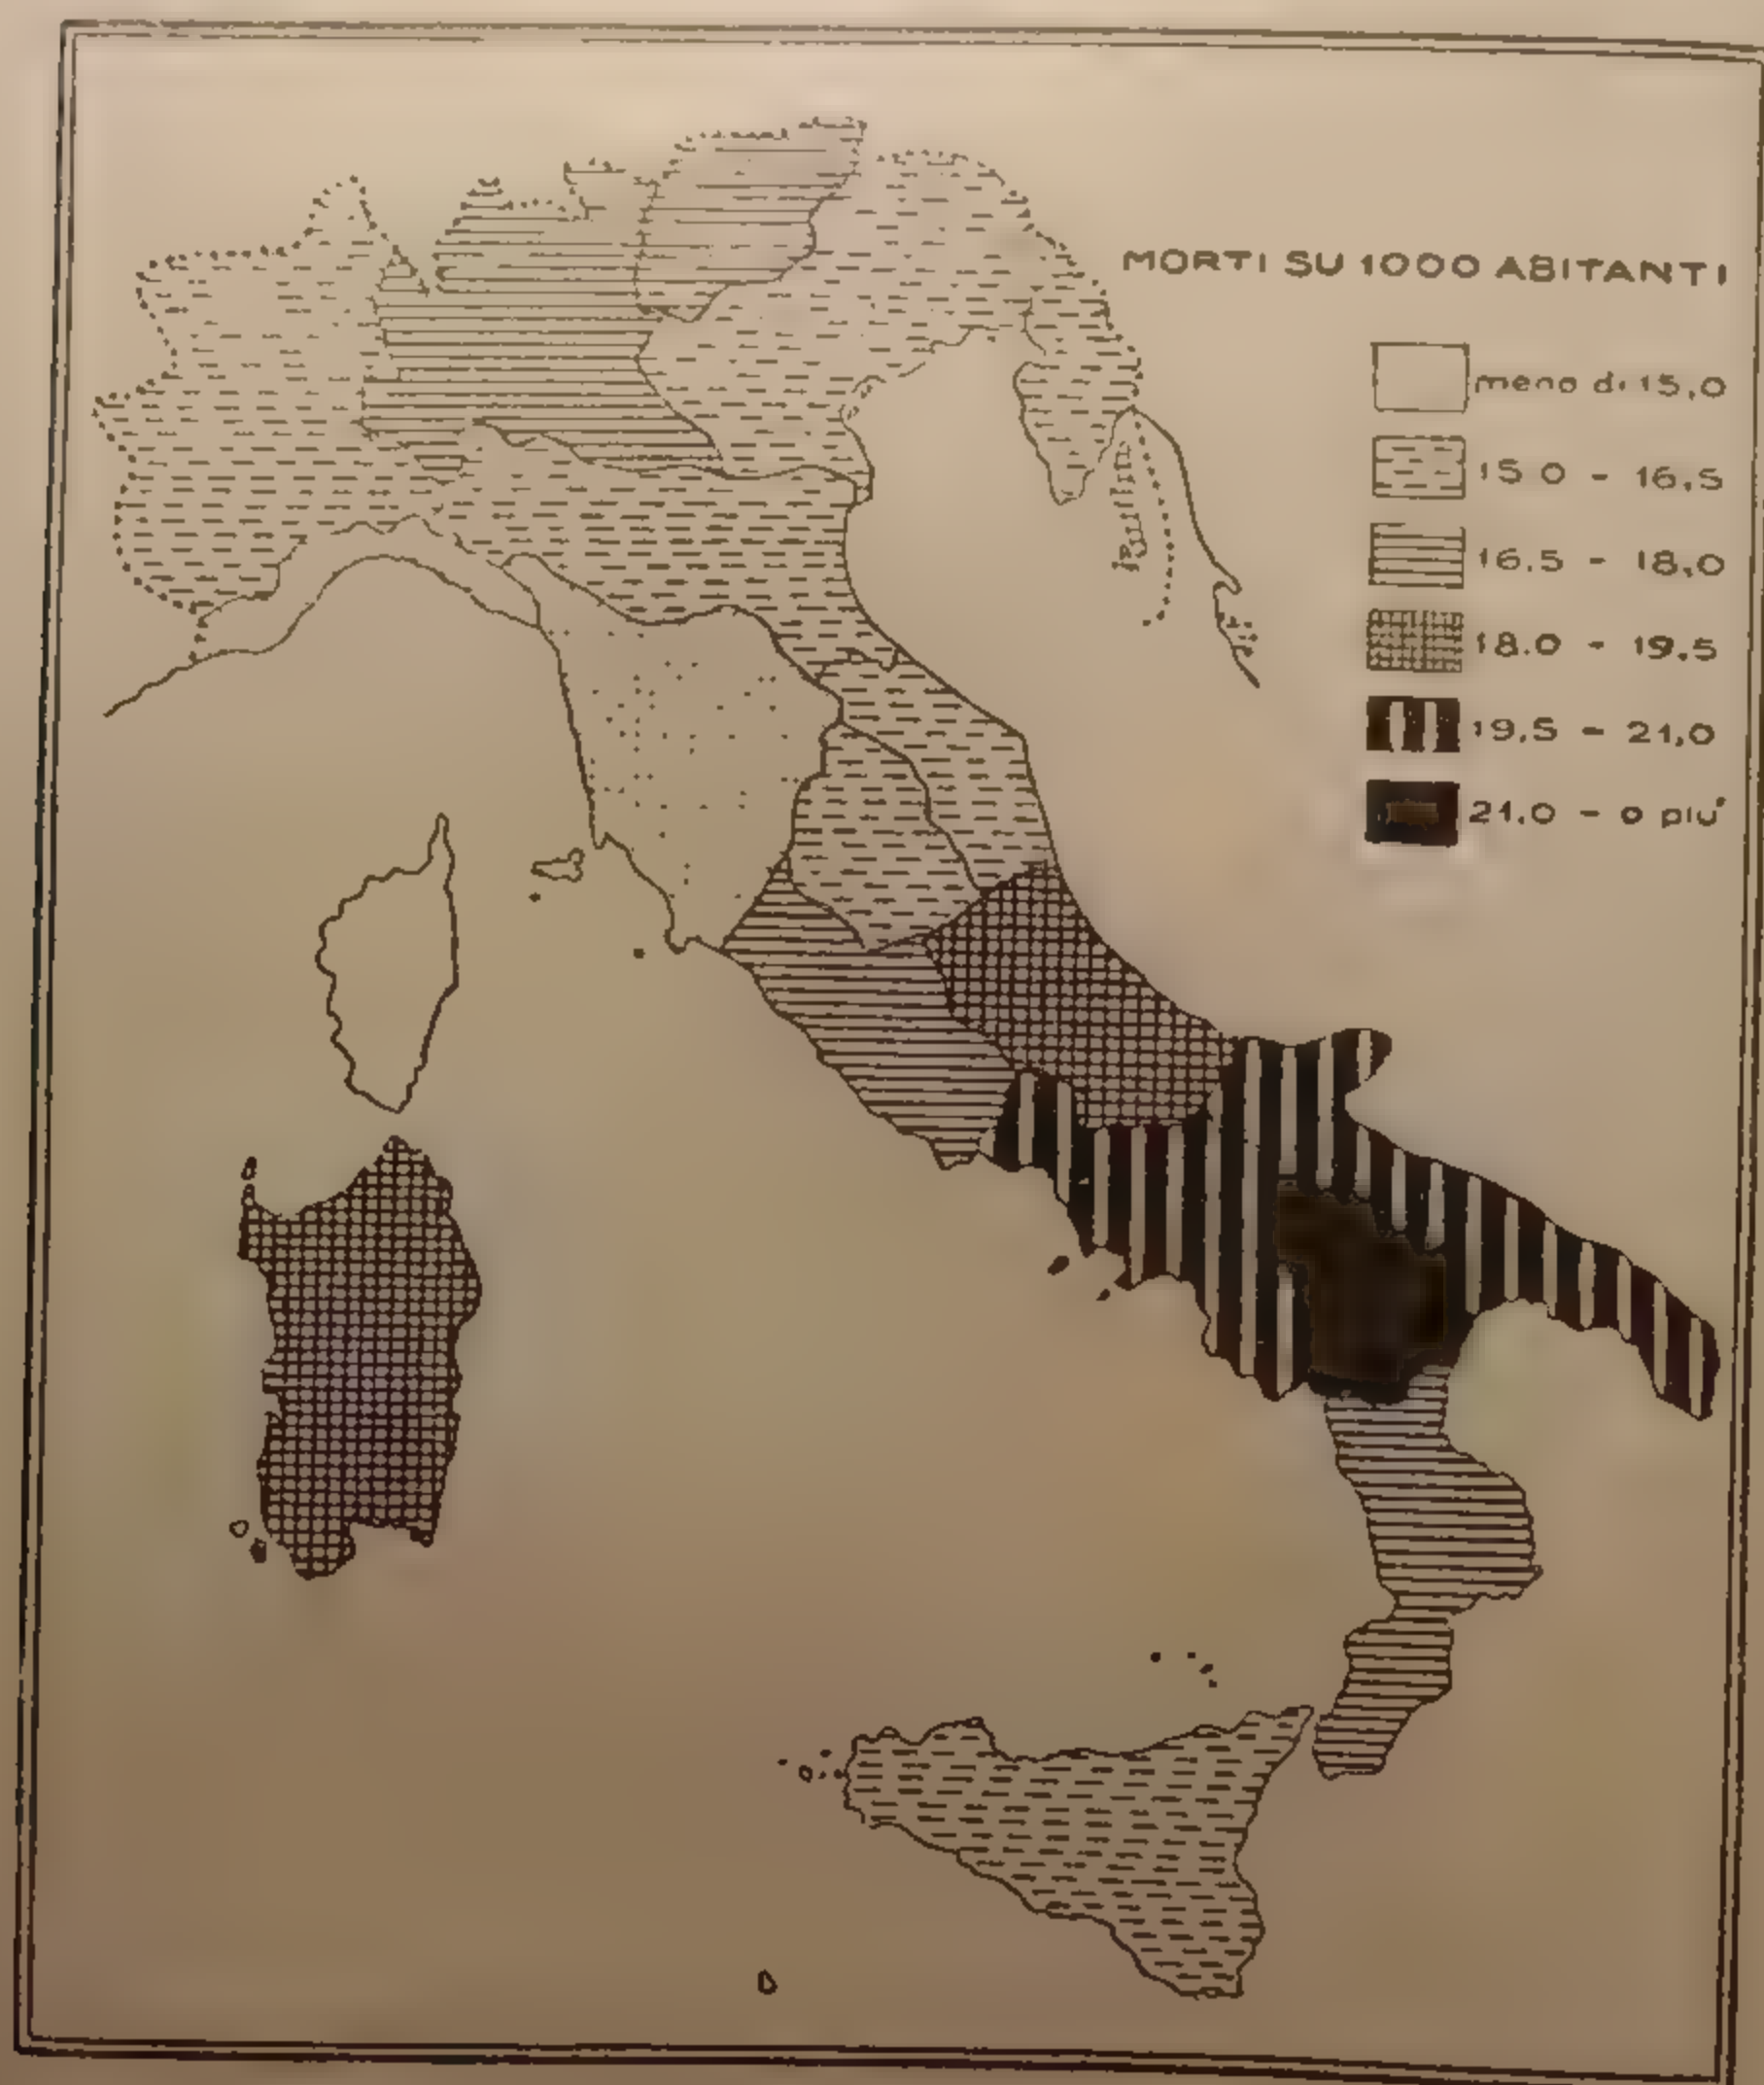 MORTI SU 1000 ABITANTI
meno di 15,0
15 0 - 16,5
16.5 - 18,0
18.0 - 19.5
19,5 - 21,0
21,0 - o più